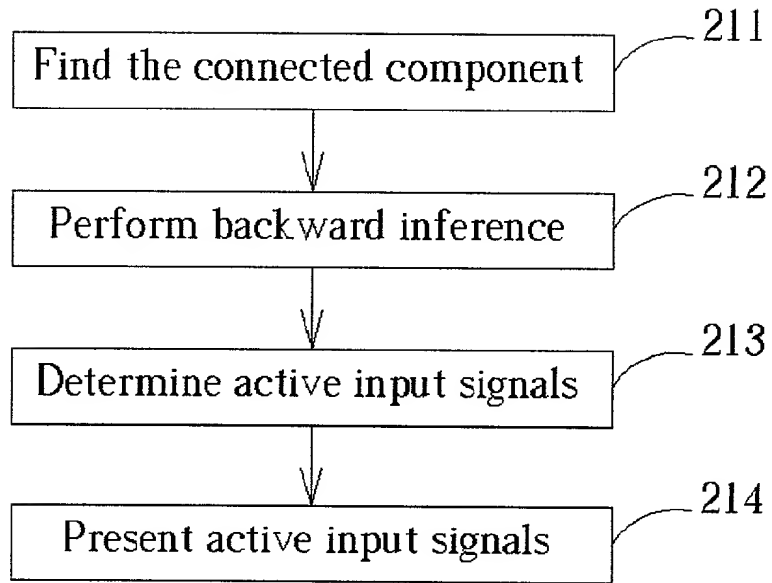 211
Find the connected component
212
Perform backward inference
213
Determine active input signals
214
Present active input signals